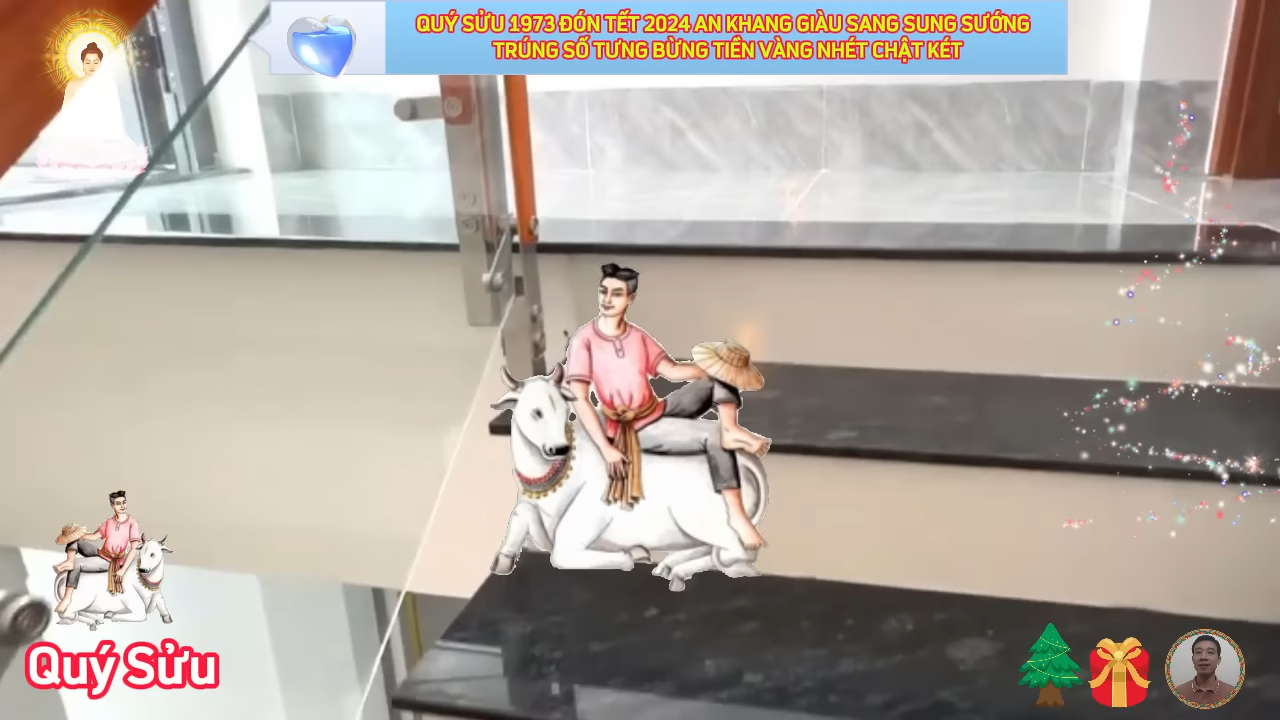 QUÝ SỬU 1973 ĐÓN TẾT 2024 AN KHANG GIÀU SANG SUNG SƯỚNG
TRÚNG SỐ TƯNG BỪNG TIỀN VÀNG NHÉT CHẬT KÉT
Quý Sửu